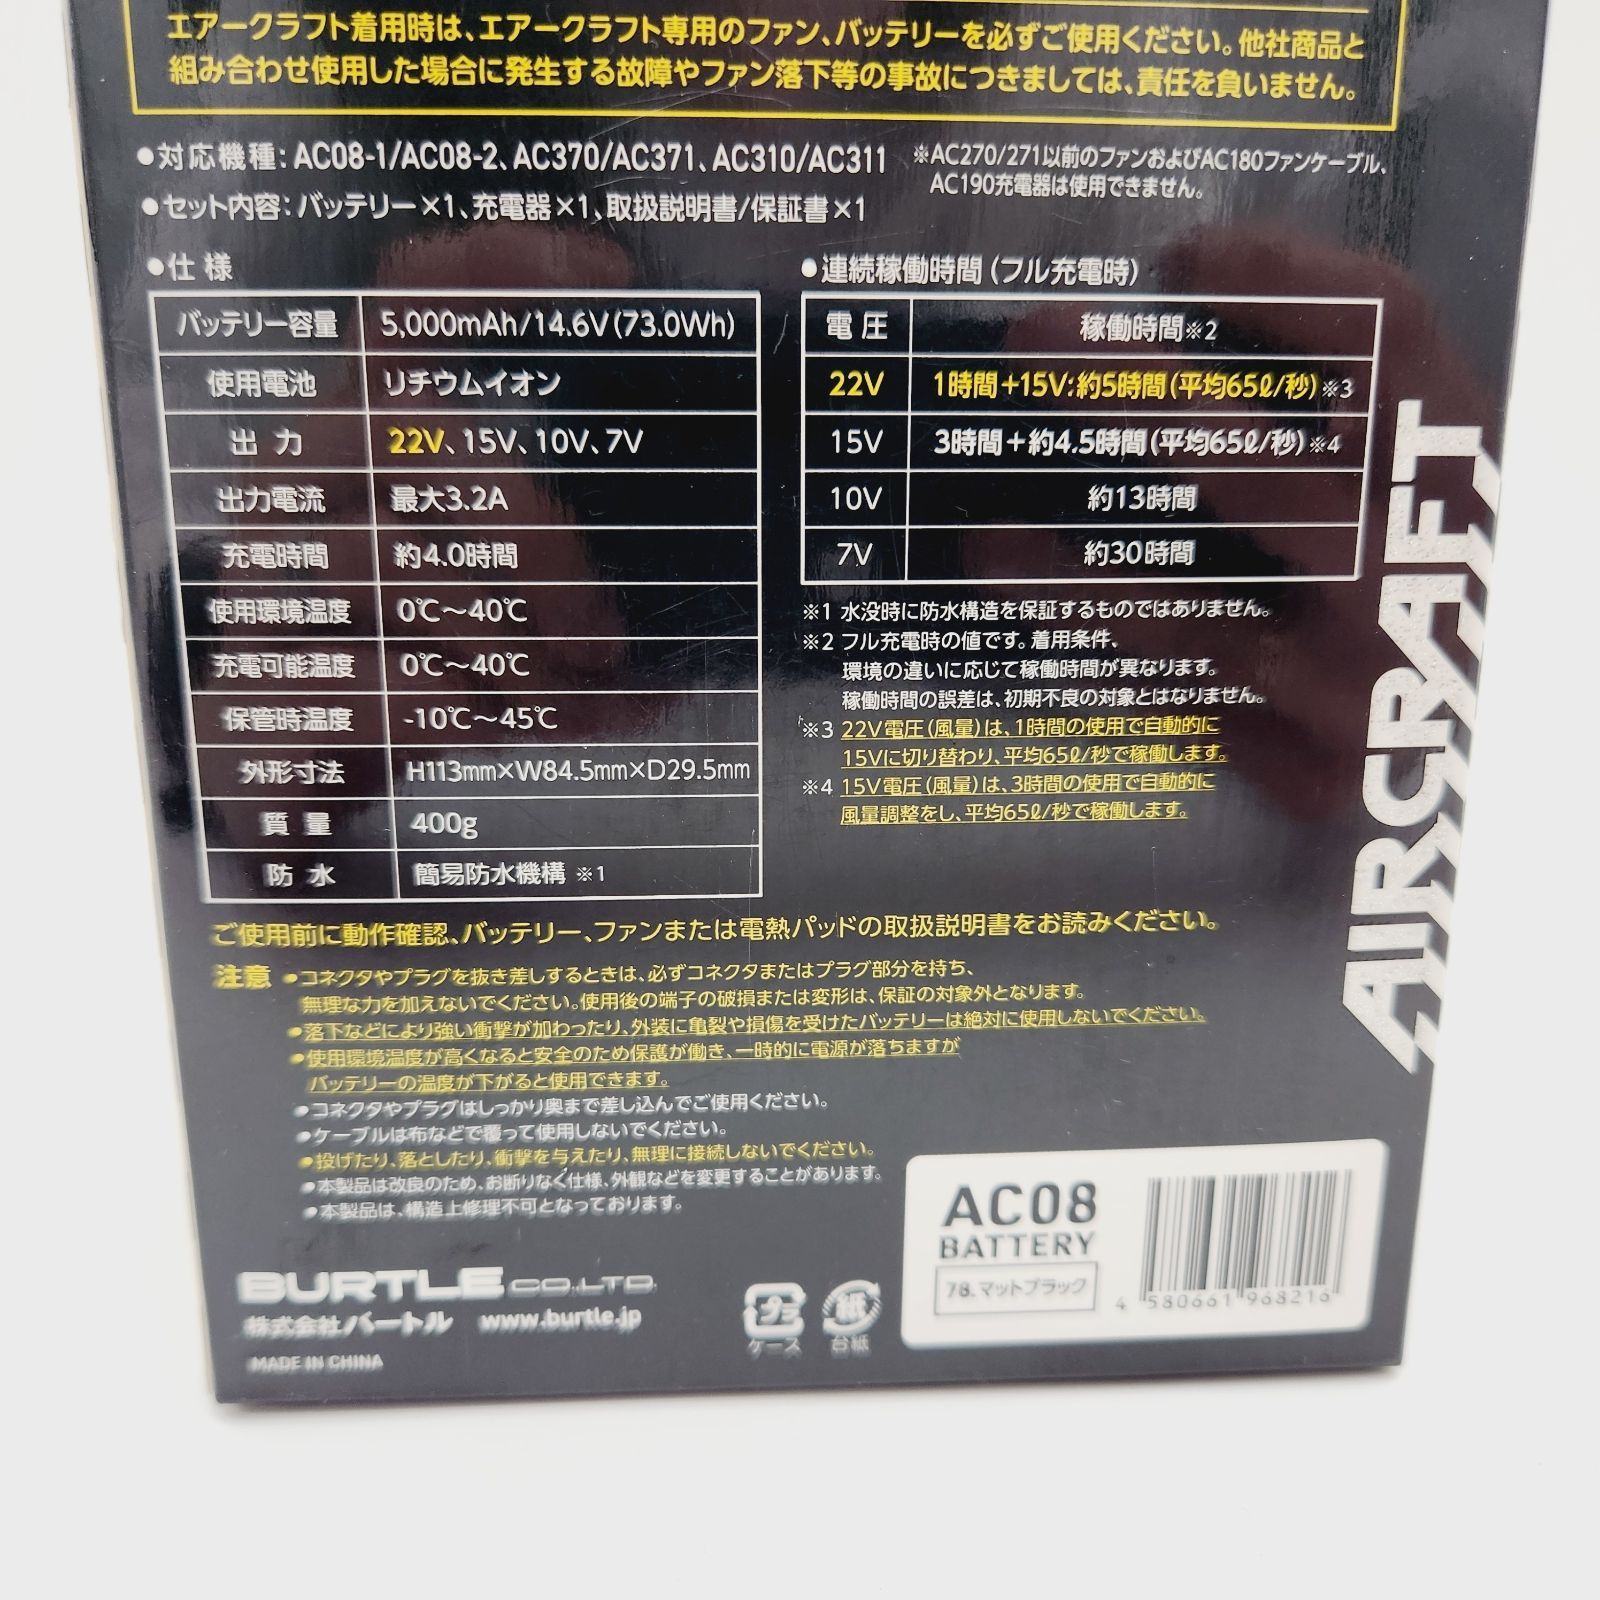 エアークラフト着用時は、エアークラフト専用のファン、バッテリーを必ずご使用ください。他社商品と
組み合わせ使用した場合に発生する故障やファン落下等の事故につきましては、責任を負いません。
●対応機種：AC08-1/AC08-2、AC370/AC371、AC310/AC311
※AC270/271以前のファンおよびAC180ファンケーブル、
AC190充電器は使用できません。
●セット内容：バッテリー×1、充電器×1、取扱説明書/保証書×1
●仕 様
バッテリー容量 5,000mAh/14.6V(73.0Wh)
使用電池 リチウムイオン
出 力 22V、15V、10V、7V
出力電流 最大3.2A
充電時間 約4.0時間
使用環境温度 0℃～40℃
充電可能温度 0℃～40℃
保管時温度 -10℃～45℃
外形寸法 H113mm×W84.5mm×D29.5mm
質 量 400g
防 水 簡易防水機構 ※1
●連続稼働時間（フル充電時）
電 圧 稼働時間※2
22V 1時間＋15V:約5時間(平均65ℓ/秒)※3
15V 3時間＋約4.5時間(平均65ℓ/秒)※4
10V 約13時間
7V 約30時間
※1 水没時に防水構造を保証するものではありません。
※2 フル充電時の値です。着用条件、
環境の違いに応じて稼働時間が異なります。
稼働時間の誤差は、初期不良の対象とはなりません。
※3 22V電圧(風量)は、1時間の使用で自動的に
15Vに切り替わり、平均65ℓ/秒で稼働します。
※4 15V電圧(風量)は、3時間の使用で自動的に
風量調整をし、平均65ℓ/秒で稼働します。
AIRCRAFT
ご使用前に動作確認、バッテリー、ファンまたは電熱パッドの取扱説明書をお読みください。
注意 ●コネクタやプラグを抜き差しするときは、必ずコネクタまたはプラグ部分を持ち、
無理な力を加えないでください。使用後の端子の破損または変形は、保証の対象外となります。
●落下などにより強い衝撃が加わったり、外装に亀裂や損傷を受けたバッテリーは絶対に使用しないでください。
●使用環境温度が高くなると安全のため保護が働き、一時的に電源が落ちますが
バッテリーの温度が下がると使用できます。
●コネクタやプラグはしっかり奥まで差し込んでご使用ください。
●ケーブルは布などで覆って使用しないでください。
●投げたり、落としたり、衝撃を与えたり、無理に接続しないでください。
●本製品は改良のため、お断りなく仕様、外観などを変更することがあります。
●本製品は、構造上修理不可となっております。
BURTLE CO.,LTD.
株式会社バートル www.burtle.jp
MADE IN CHINA
プラ
ケース
紙
台紙
AC08
BATTERY
78.マットブラック
4 580661 968216